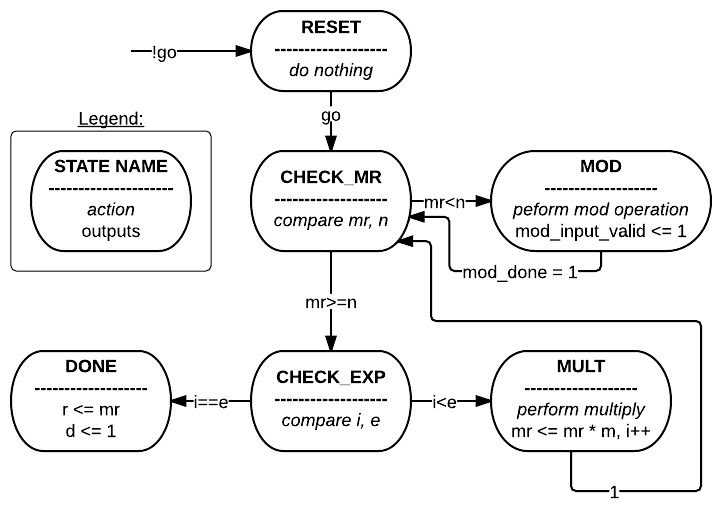 RESET
--------------------
do nothing
!go
go
Legend:
STATE NAME
--------------------
action
outputs
CHECK_MR
--------------------
compare mr, n
mr<n
MOD
------------------
peform mod operation
mod_input_valid <= 1
mod_done = 1
mr>=n
DONE
------------------
r <= mr
d <= 1
i==e
CHECK_EXP
--------------------
compare i, e
i<e
MULT
------------------
perform multiply
mr <= mr * m, i++
1